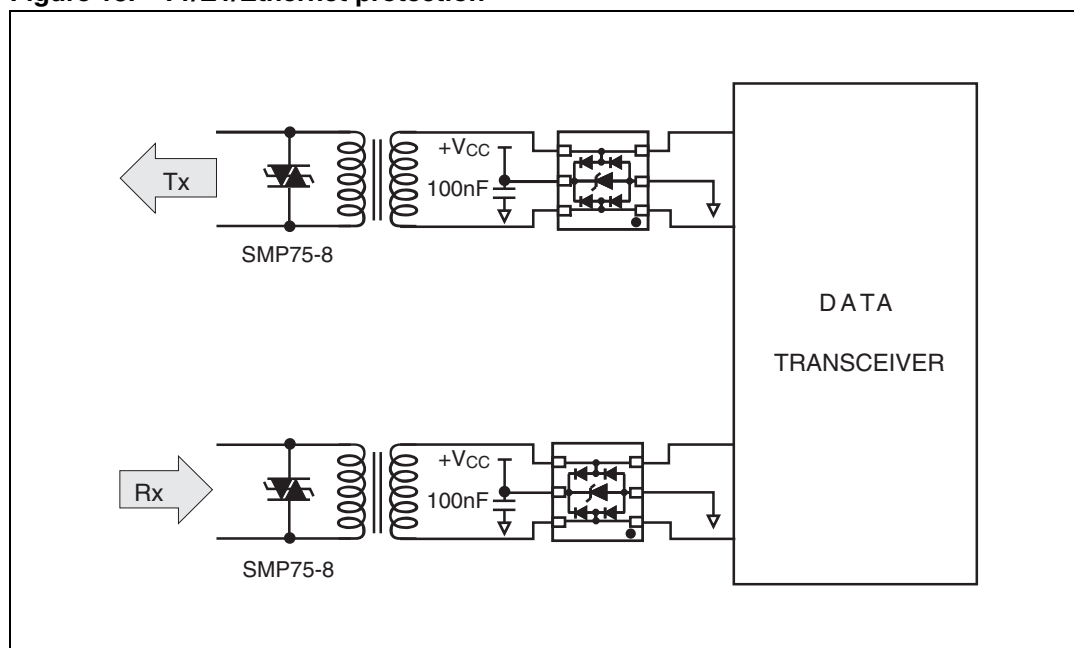 Tx
+VCC
100nF
SMP75-8
DATA
TRANSCEIVER
Rx
+VCC
100nF
SMP75-8